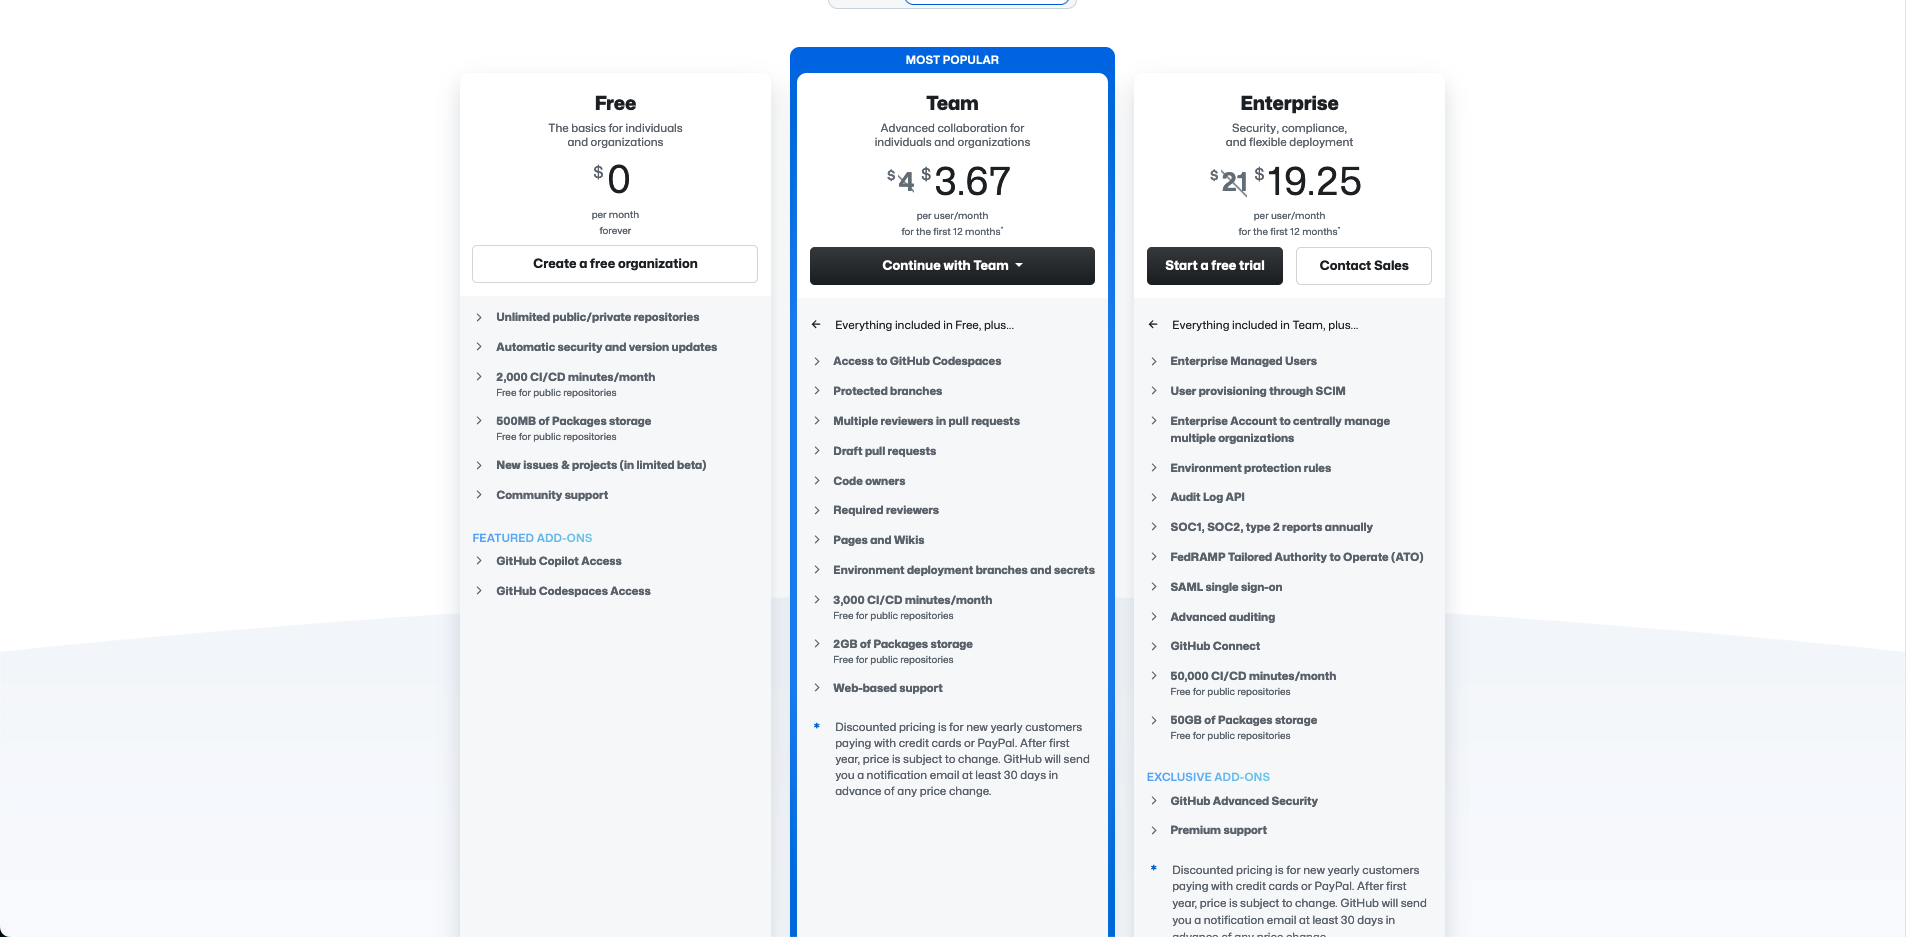 MOST POPULAR
Free
The basics for individuals
and organizations
$0
per month
forever
Create a free organization
Unlimited public/private repositories
Automatic security and version updates
2,000 CI/CD minutes/month
Free for public repositories
500MB of Packages storage
Free for public repositories
New issues & projects (in limited beta)
Community support
FEATURED ADD-ONS
GitHub Copilot Access
GitHub Codespaces Access
Team
Advanced collaboration for
individuals and organizations
$4 $3.67
per user/month
for the first 12 months*
Continue with Team
Everything included in Free, plus...
Access to GitHub Codespaces
Protected branches
Multiple reviewers in pull requests
Draft pull requests
Code owners
Required reviewers
Pages and Wikis
Environment deployment branches and secrets
3,000 CI/CD minutes/month
Free for public repositories
2GB of Packages storage
Free for public repositories
Web-based support
* Discounted pricing is for new yearly customers
paying with credit cards or PayPal. After first
year, price is subject to change. GitHub will send
you a notification email at least 30 days in
advance of any price change.
Enterprise
Security, compliance,
and flexible deployment
$21 $19.25
per user/month
for the first 12 months*
Start a free trial
Contact Sales
Everything included in Team, plus...
Enterprise Managed Users
User provisioning through SCIM
Enterprise Account to centrally manage
multiple organizations
Environment protection rules
Audit Log API
SOC1, SOC2, type 2 reports annually
FedRAMP Tailored Authority to Operate (ATO)
SAML single sign-on
Advanced auditing
GitHub Connect
50,000 CI/CD minutes/month
Free for public repositories
50GB of Packages storage
Free for public repositories
EXCLUSIVE ADD-ONS
GitHub Advanced Security
Premium support
* Discounted pricing is for new yearly customers
paying with credit cards or PayPal. After first
year, price is subject to change. GitHub will send
you a notification email at least 30 days in
advance of any price change.